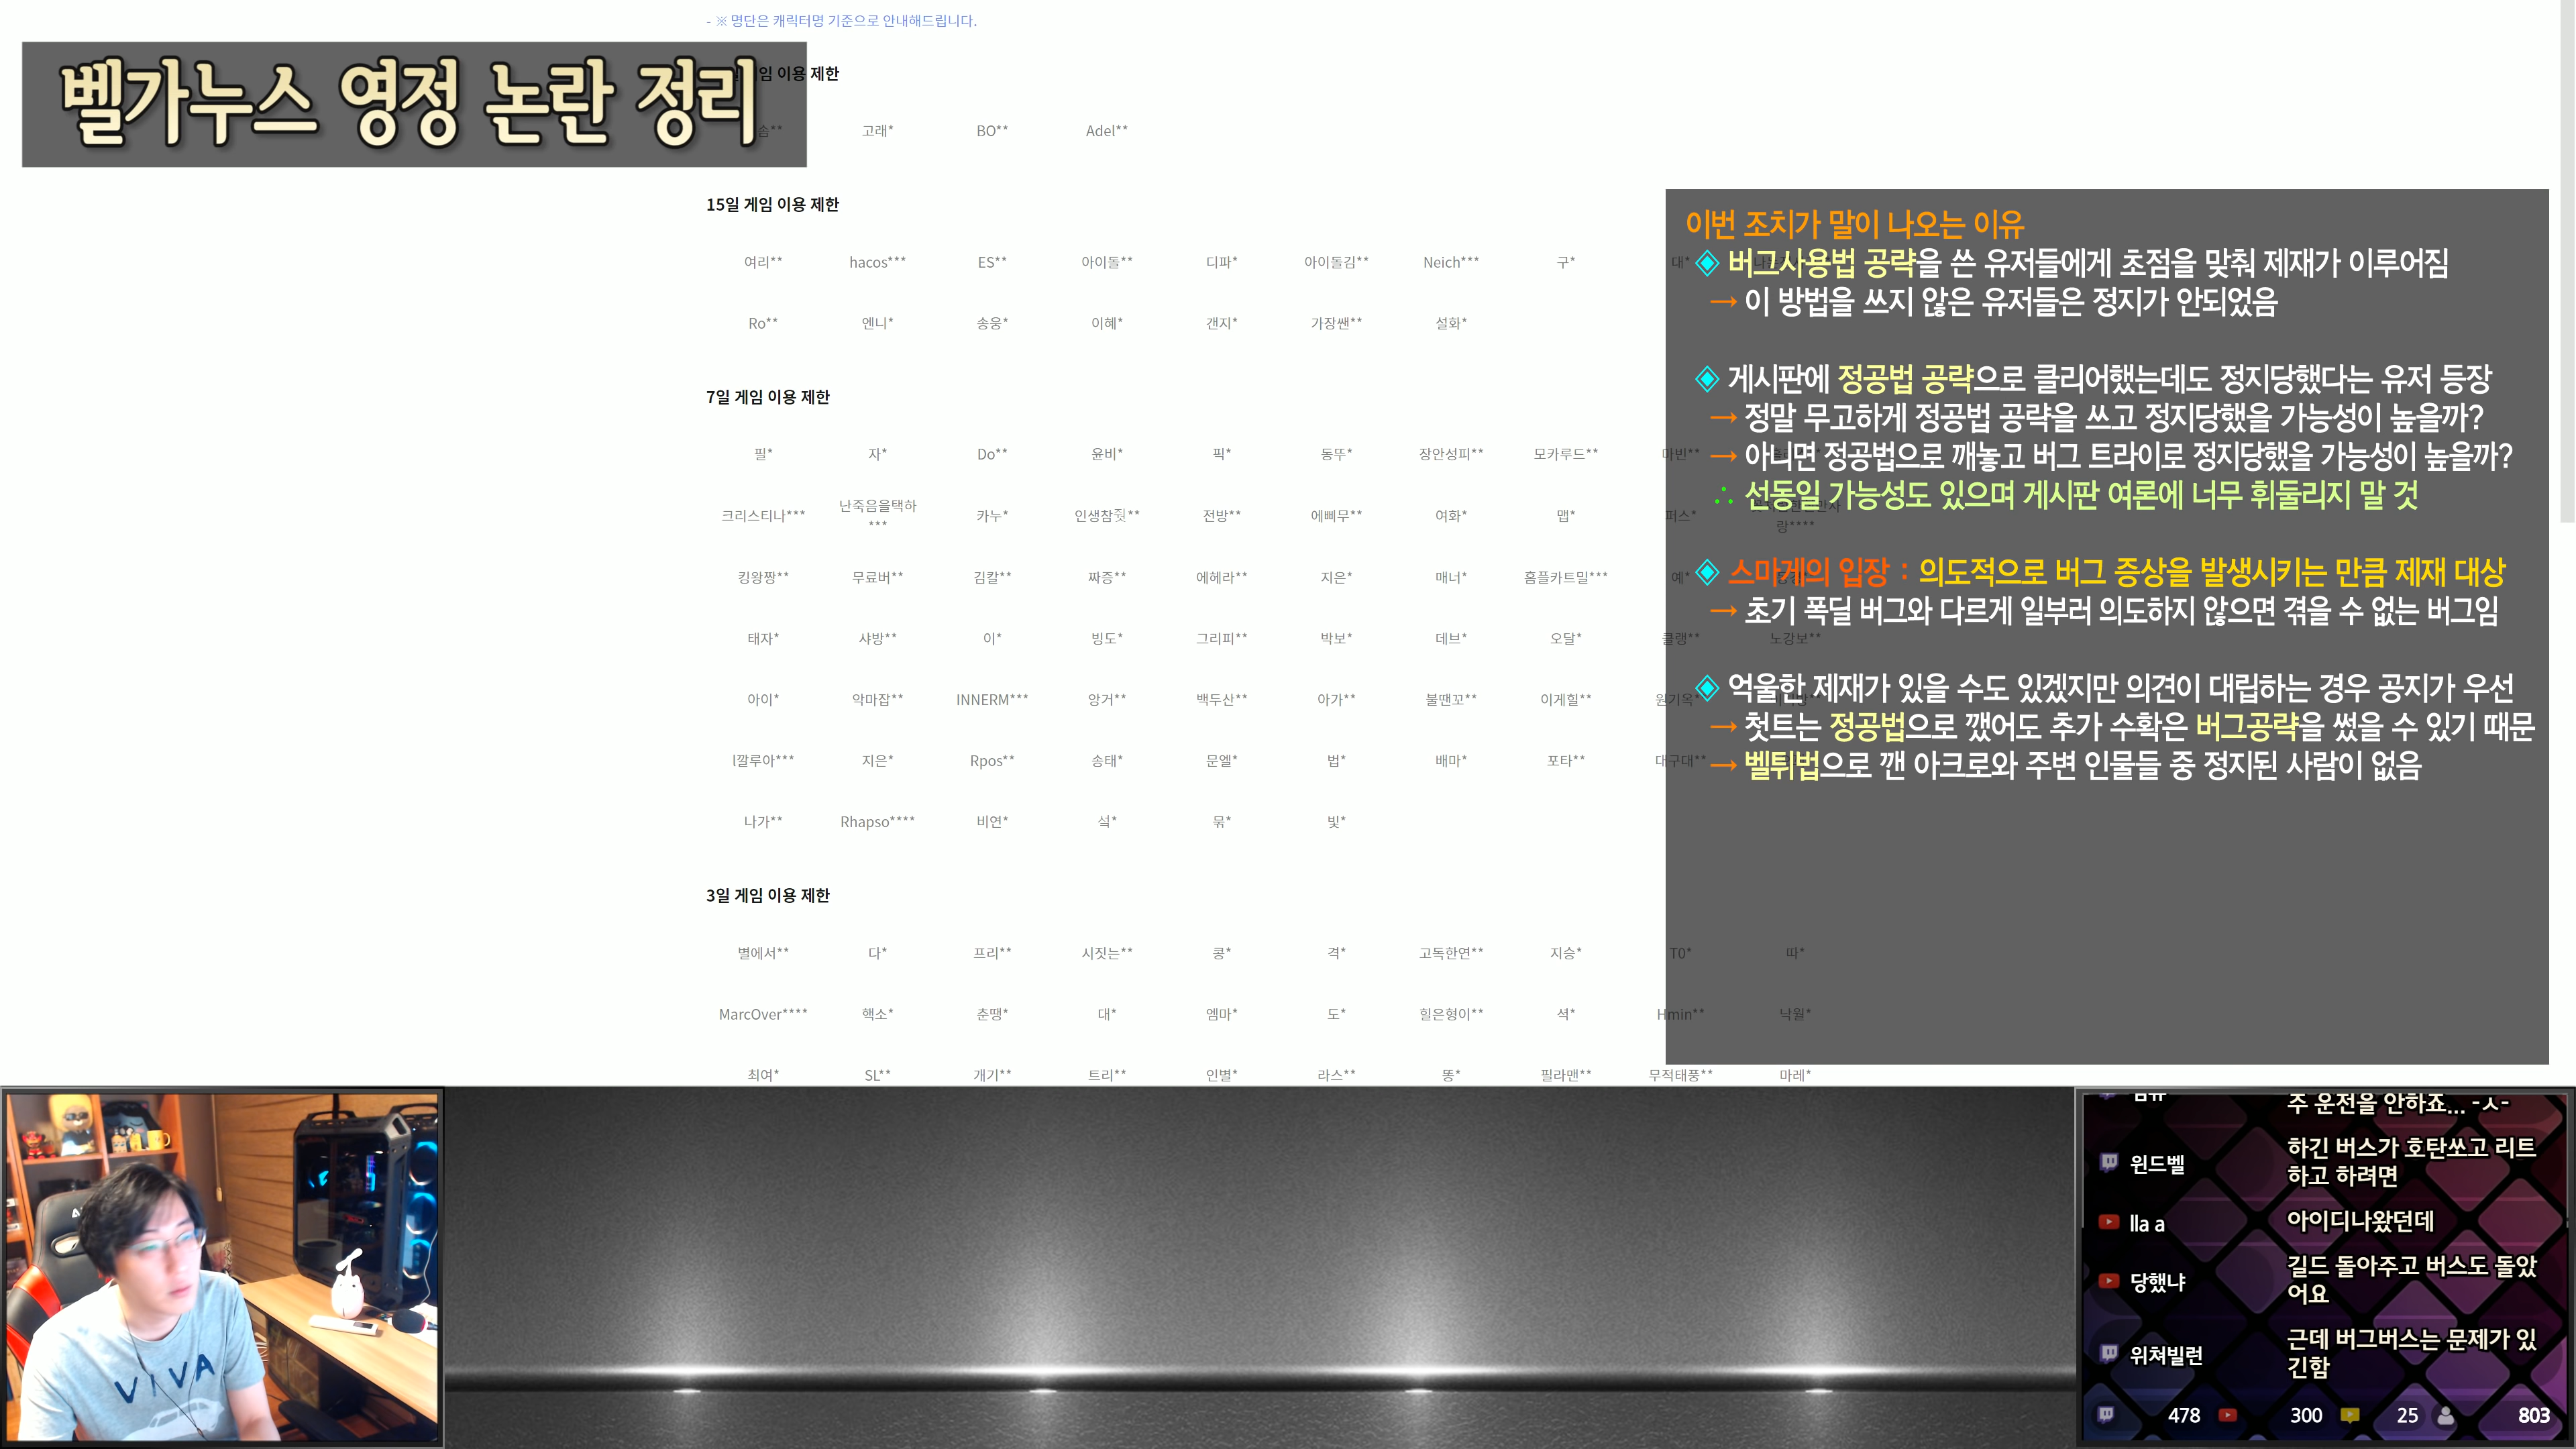 - ※ 명단은 캐릭터명 기준으로 안내해드립니다.
벨가누스 영정 논란 정리
게임 이용 제한
솜** 고래* BO** Adel**
15일 게임 이용 제한
여리** hacos*** ES** 아이돌** 디파* 아이돌김** Neich*** 구* 대*
Ro** 엔니* 송웅* 이혜* 갠지* 가장쌘** 설화*
7일 게임 이용 제한
필* 자* Do** 윤비* 픽* 동뚜* 장안성피** 모카루드** 마빈**
크리스티나*** 난죽음을택하*** 카누* 인생참줫** 전방** 에삐무** 여화* 맵* 퍼스* 랑****
킹왕짱** 무료버** 김칼** 짜증** 에헤라** 지은* 매너* 홈플카트밀*** 예*
태자* 샤방** 이* 빙도* 그리피** 박보* 데브* 오달* 클랭** 노강보**
아이* 악마잡** INNERM*** 앙거** 백두산** 아가** 불땐꼬** 이게힐** 원기옥*
l깔루아*** 지은* Rpos** 송태* 문엘* 법* 배마* 포타** 대구대**
나가** Rhapso**** 비연* 석* 묶* 빛*
3일 게임 이용 제한
별에서** 다* 프리** 시짓는** 콩* 격* 고독한연** 지승* T0* 따*
MarcOver**** 핵소* 춘땡* 대* 엠마* 도* 힐은형이** 셕* Hmin** 낙월*
최여* SL** 개기** 트리** 인별* 라스** 똥* 필라맨** 무적태풍** 마레*
이번 조치가 말이 나오는 이유
◈ 버그사용법 공략을 쓴 유저들에게 초점을 맞춰 제재가 이루어짐
→ 이 방법을 쓰지 않은 유저들은 정지가 안되었음
◈ 게시판에 정공법 공략으로 클리어했는데도 정지당했다는 유저 등장
→ 정말 무고하게 정공법 공략을 쓰고 정지당했을 가능성이 높을까?
→ 아니면 정공법으로 깨놓고 버그 트라이로 정지당했을 가능성이 높을까?
∴ 선동일 가능성도 있으며 게시판 여론에 너무 휘둘리지 말 것
◈ 스마게의 입장 : 의도적으로 버그 증상을 발생시키는 만큼 제재 대상
→ 초기 폭딜 버그와 다르게 일부러 의도하지 않으면 겪을 수 없는 버그임
◈ 억울한 제재가 있을 수도 있겠지만 의견이 대립하는 경우 공지가 우선
→ 첫트는 정공법으로 깼어도 추가 수확은 버그공략을 썼을 수 있기 때문
→ 벨튀법으로 깬 아크로와 주변 인물들 중 정지된 사람이 없음
VIVA
주 운전을 안하죠... -ㅅ-
윈드벨 하긴 버스가 호탄쏘고 리트
하고 하려면
lla a 아이디나왔던데
당했냐 길드 돌아주고 버스도 돌았
어요
위쳐빌런 근데 버그버스는 문제가 있
긴함
478 300 25 803